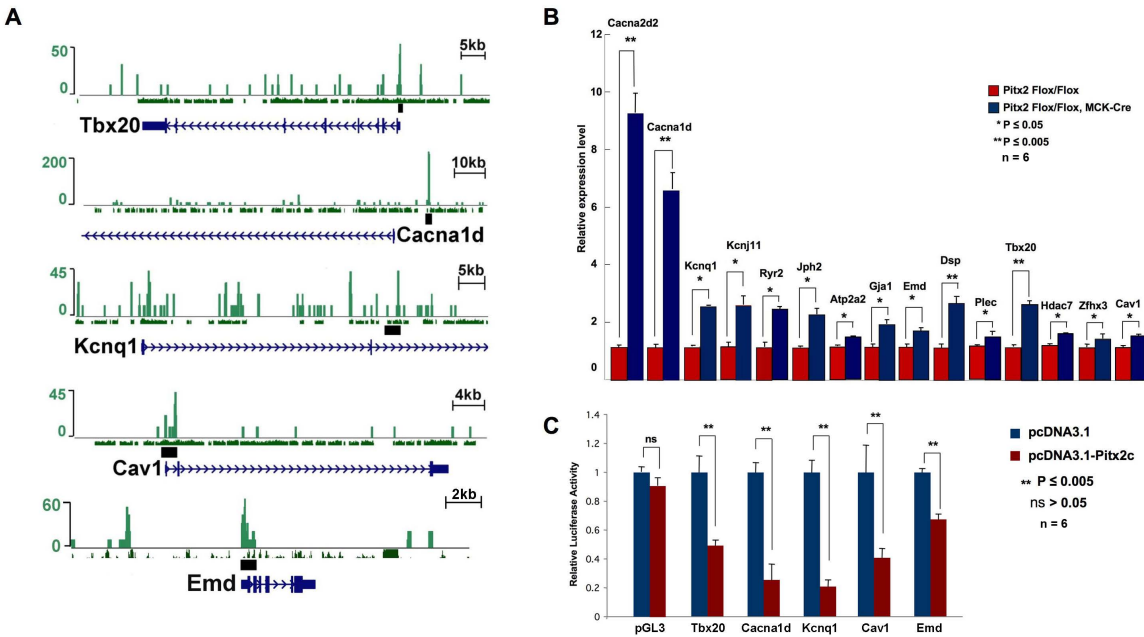 A
50
0
5kb
Tbx20
200
0
10kb
Cacna1d
45
0
5kb
Kcnq1
45
0
4kb
Cav1
60
0
2kb
Emd
B
Relative expression level
12
10
8
6
4
2
0
Cacna2d2
**
Cacna1d
**
Kcnq1
*
Kcnj11
*
Ryr2
*
Jph2
*
Atp2a2
*
Gja1
*
Emd
*
Dsp
**
Plec
*
Tbx20
**
Hdac7
*
Zfhx3
*
Cav1
*
Pitx2 Flox/Flox
Pitx2 Flox/Flox, MCK-Cre
* P ≤ 0.05
** P ≤ 0.005
n = 6
C
Relative Luciferase Activity
1.4
1.2
1
0.8
0.6
0.4
0.2
0
ns
**
**
**
**
**
pGL3 Tbx20 Cacna1d Kcnq1 Cav1 Emd
pcDNA3.1
pcDNA3.1-Pitx2c
** P ≤ 0.005
ns > 0.05
n = 6